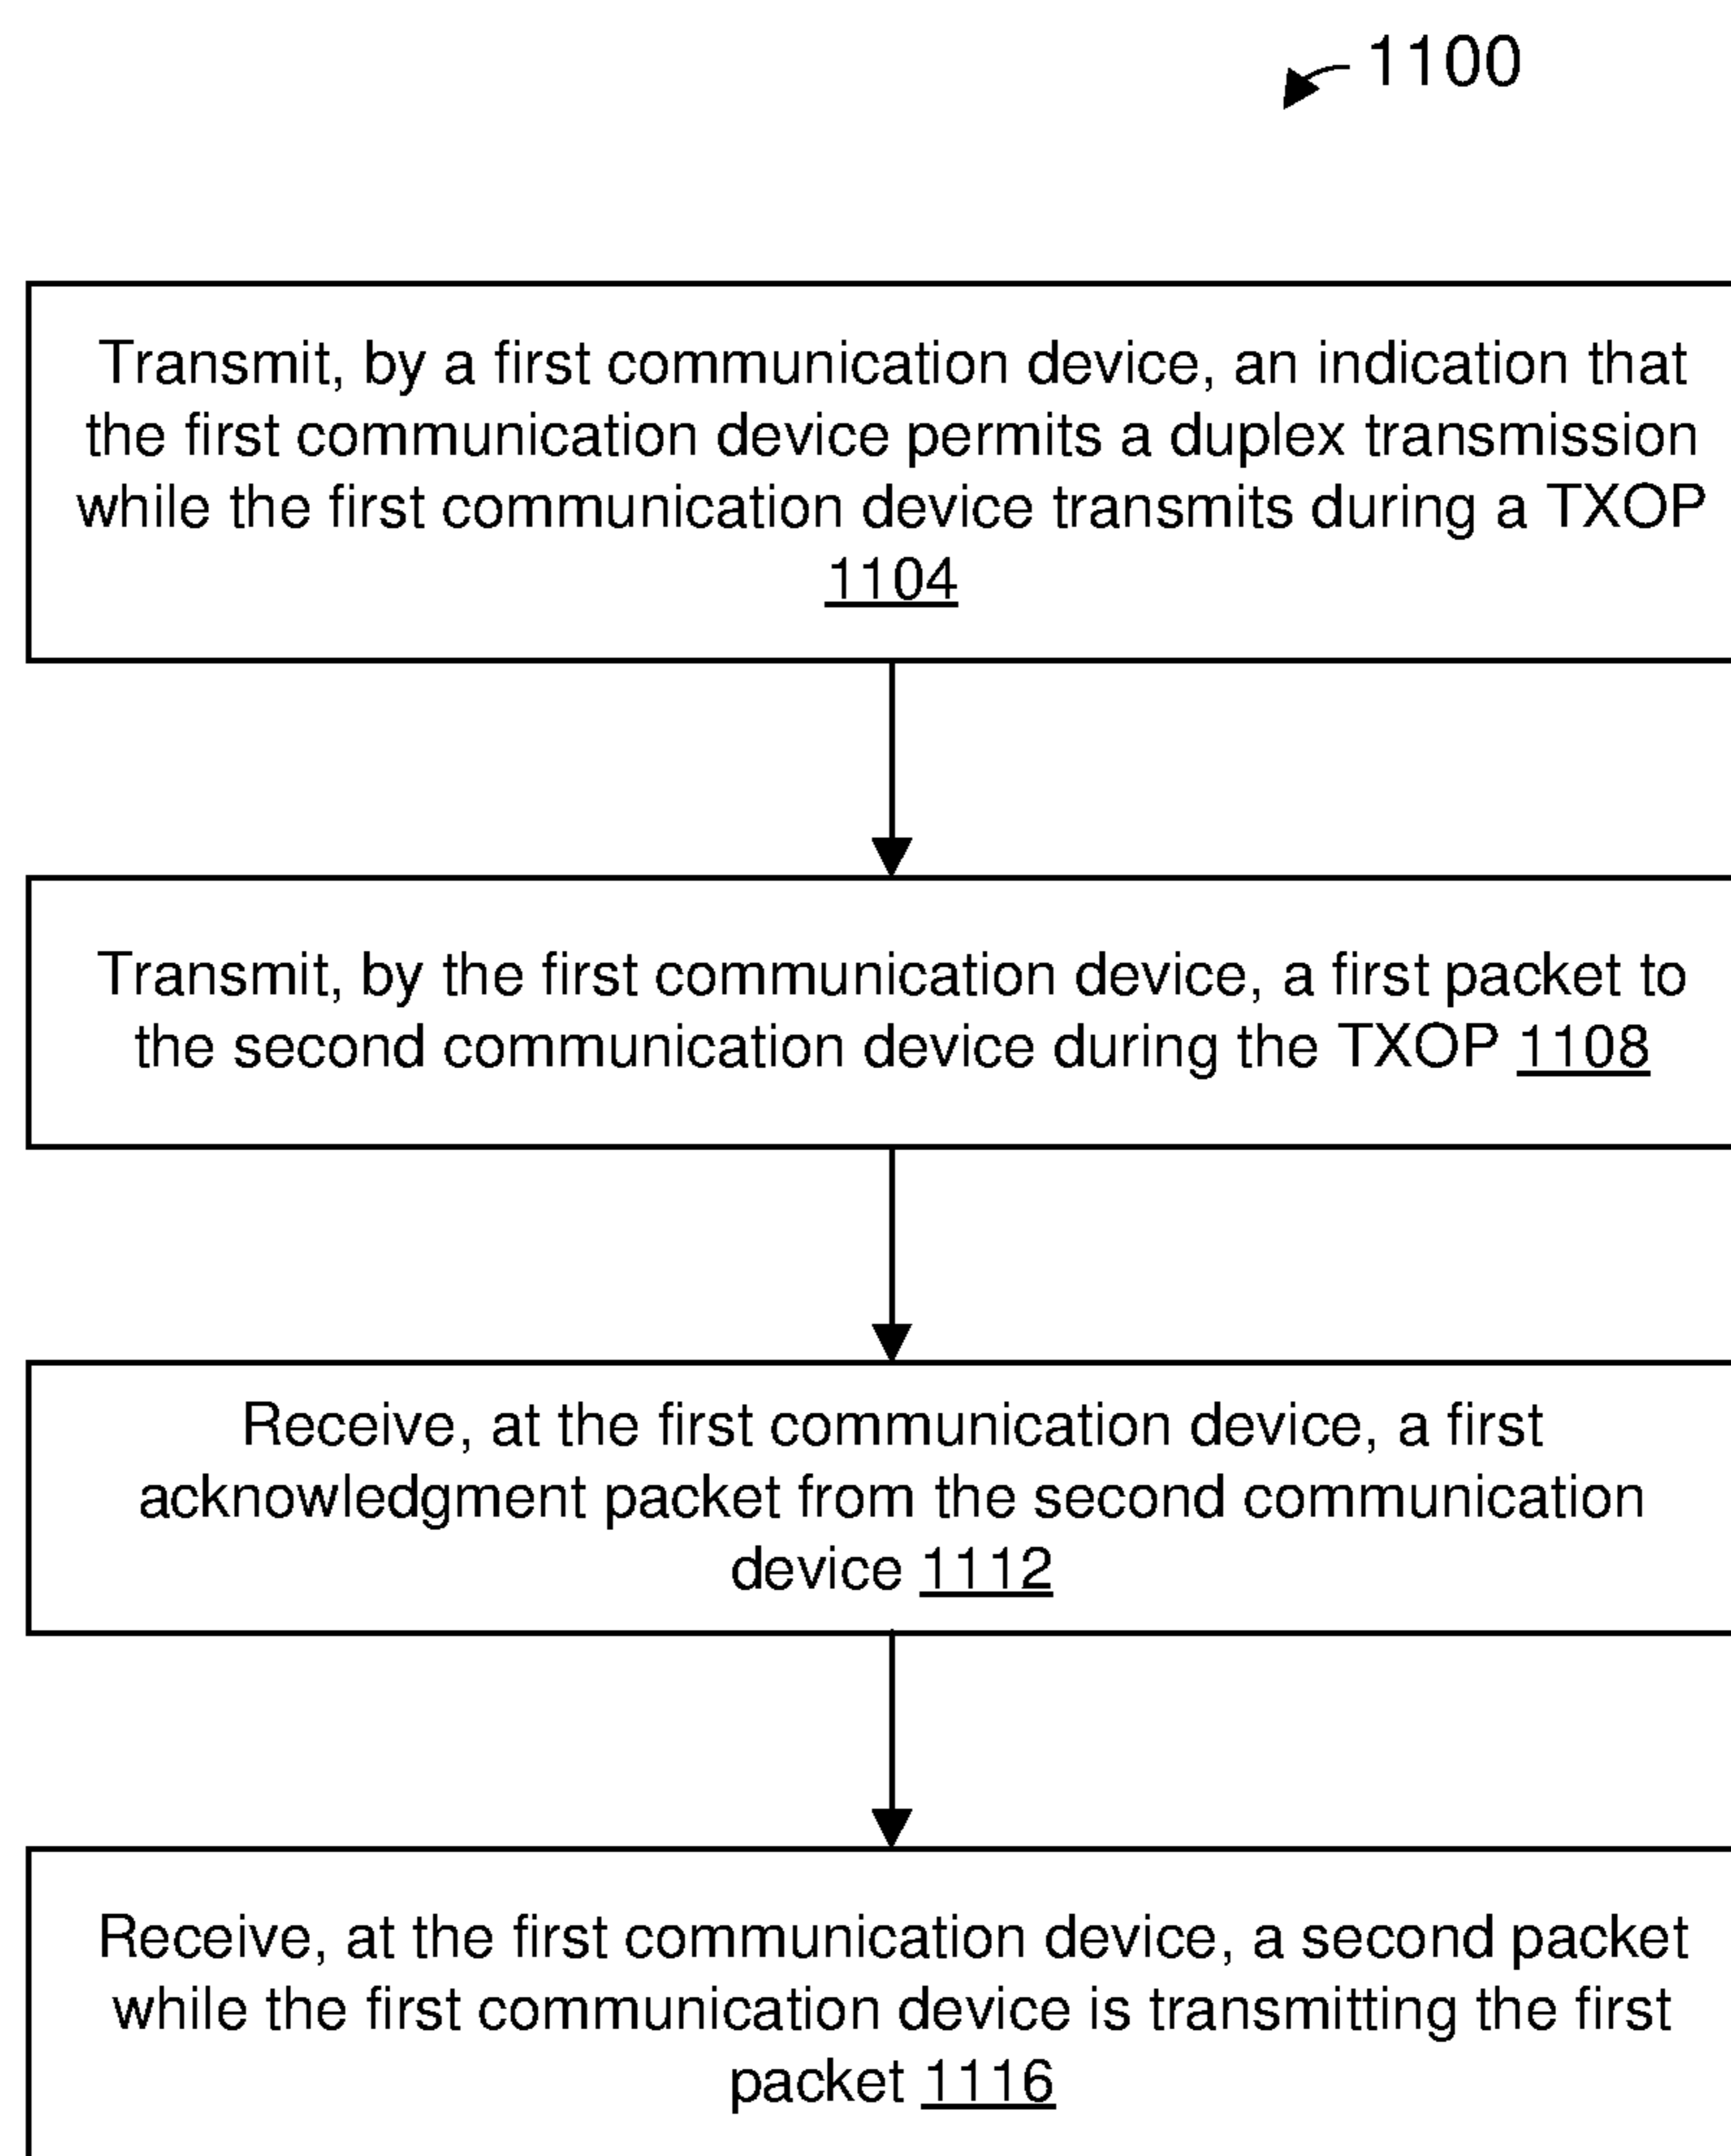 1100
Transmit, by a first communication device, an indication that
the first communication device permits a duplex transmission
while the first communication device transmits during a TXOP
1104
Transmit, by the first communication device, a first packet to
the second communication device during the TXOP 1108
Receive, at the first communication device, a first
acknowledgment packet from the second communication
device 1112
Receive, at the first communication device, a second packet
while the first communication device is transmitting the first
packet 1116